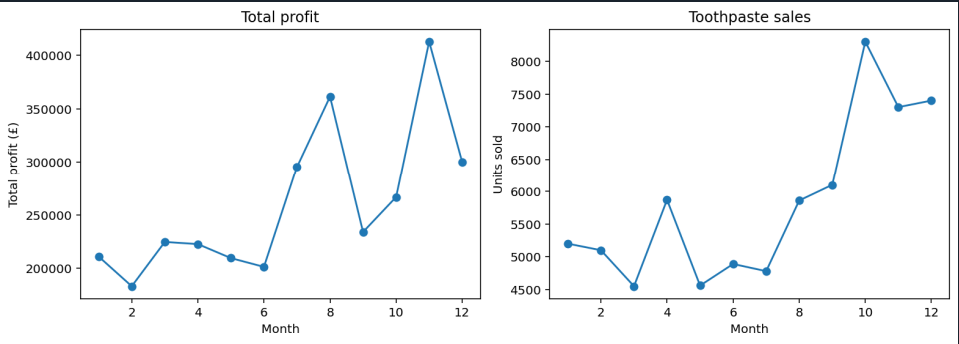 Total profit
Total profit (£)
400000
350000
300000
250000
200000
2 4 6 8 10 12
Month
Toothpaste sales
Units sold
8000
7500
7000
6500
6000
5500
5000
4500
2 4 6 8 10 12
Month